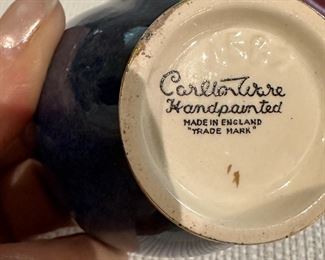 Carlton Ware
Handpainted
MADE IN ENGLAND
"TRADE MARK"